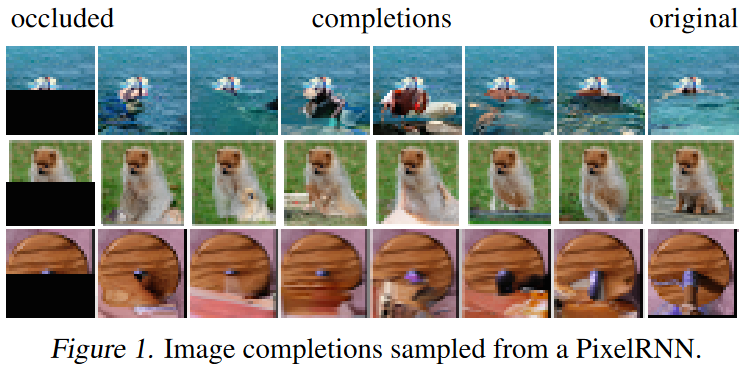 occluded completions original
Figure 1. Image completions sampled from a PixelRNN.